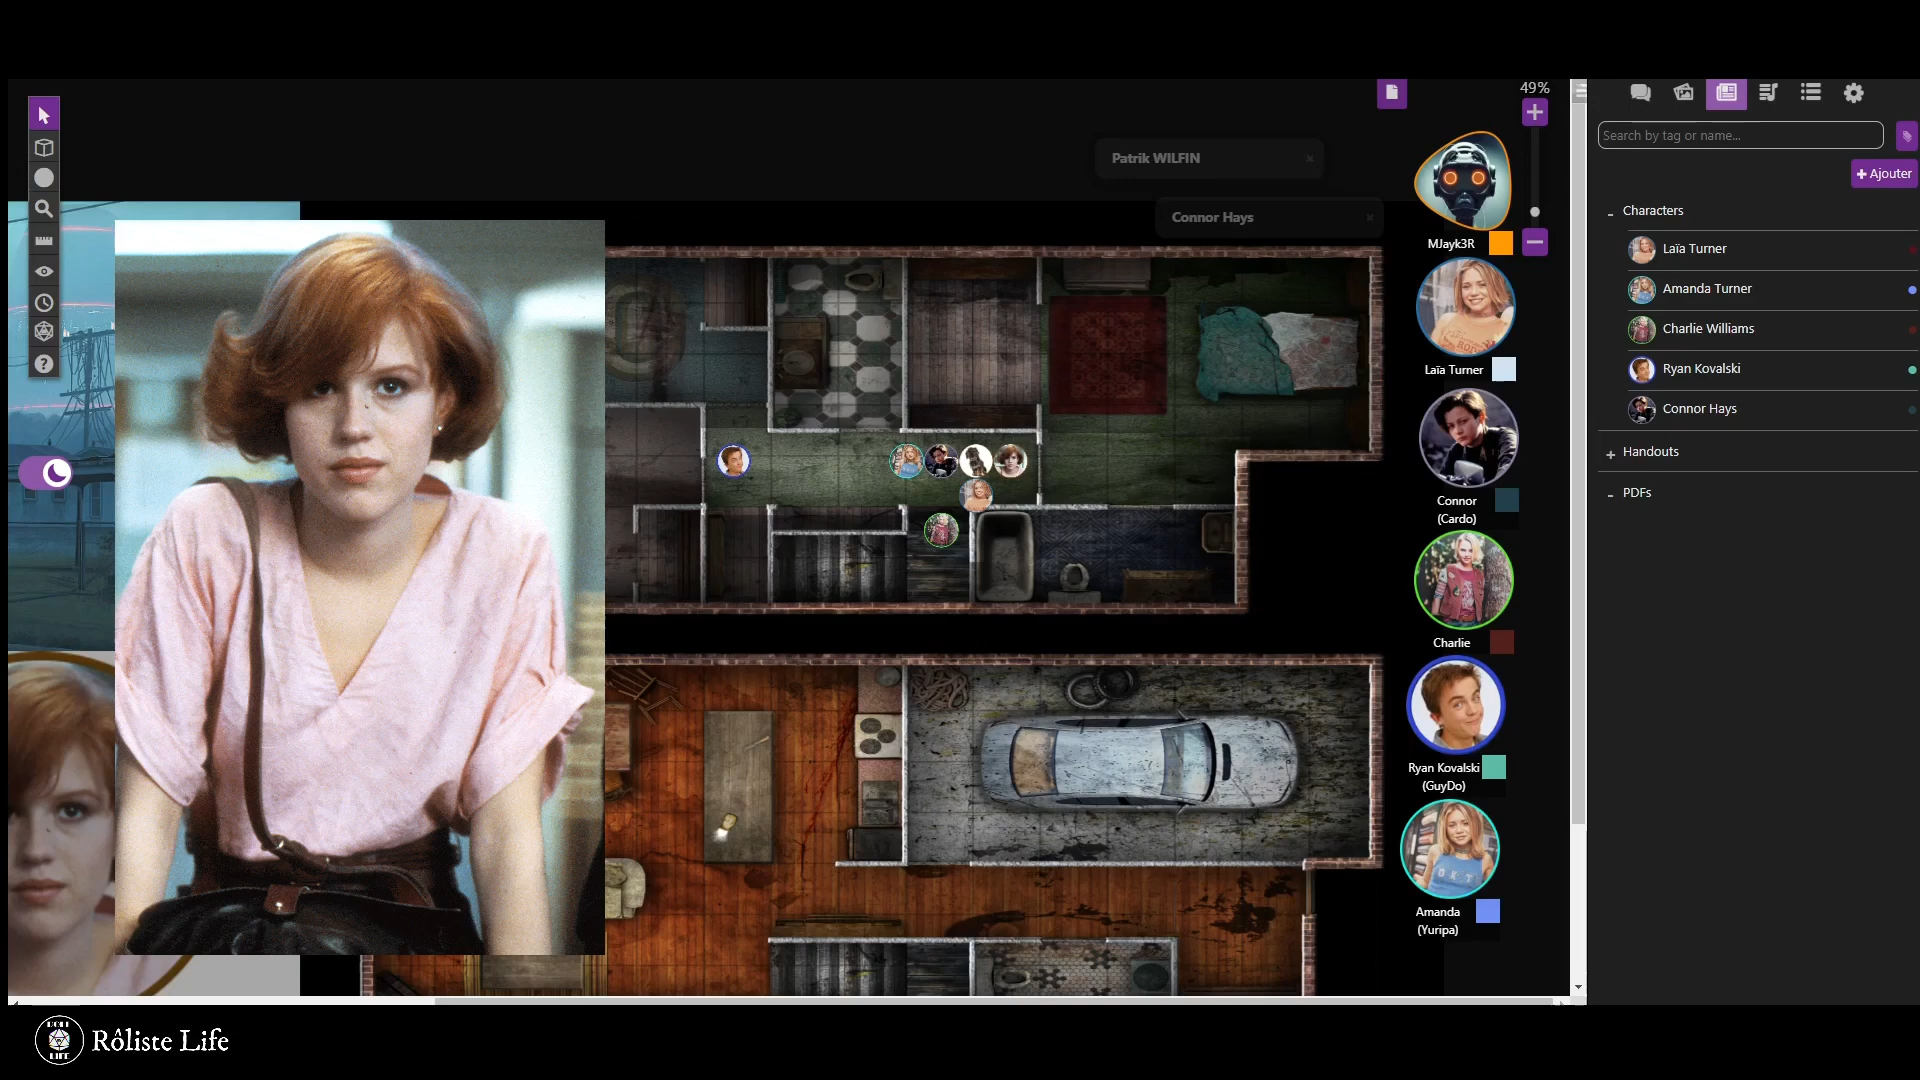 49%
Patrik WILFIN
Connor Hays
MJayk3R
Laïa Turner
Connor
(Cardo)
Charlie
Ryan Kovalski
(GuyDo)
Amanda
(Yuripa)
Search by tag or name...
+ Ajouter
Characters
Laïa Turner
Amanda Turner
Charlie Williams
Ryan Kovalski
Connor Hays
Handouts
PDFs
LIFE
Rôliste Life